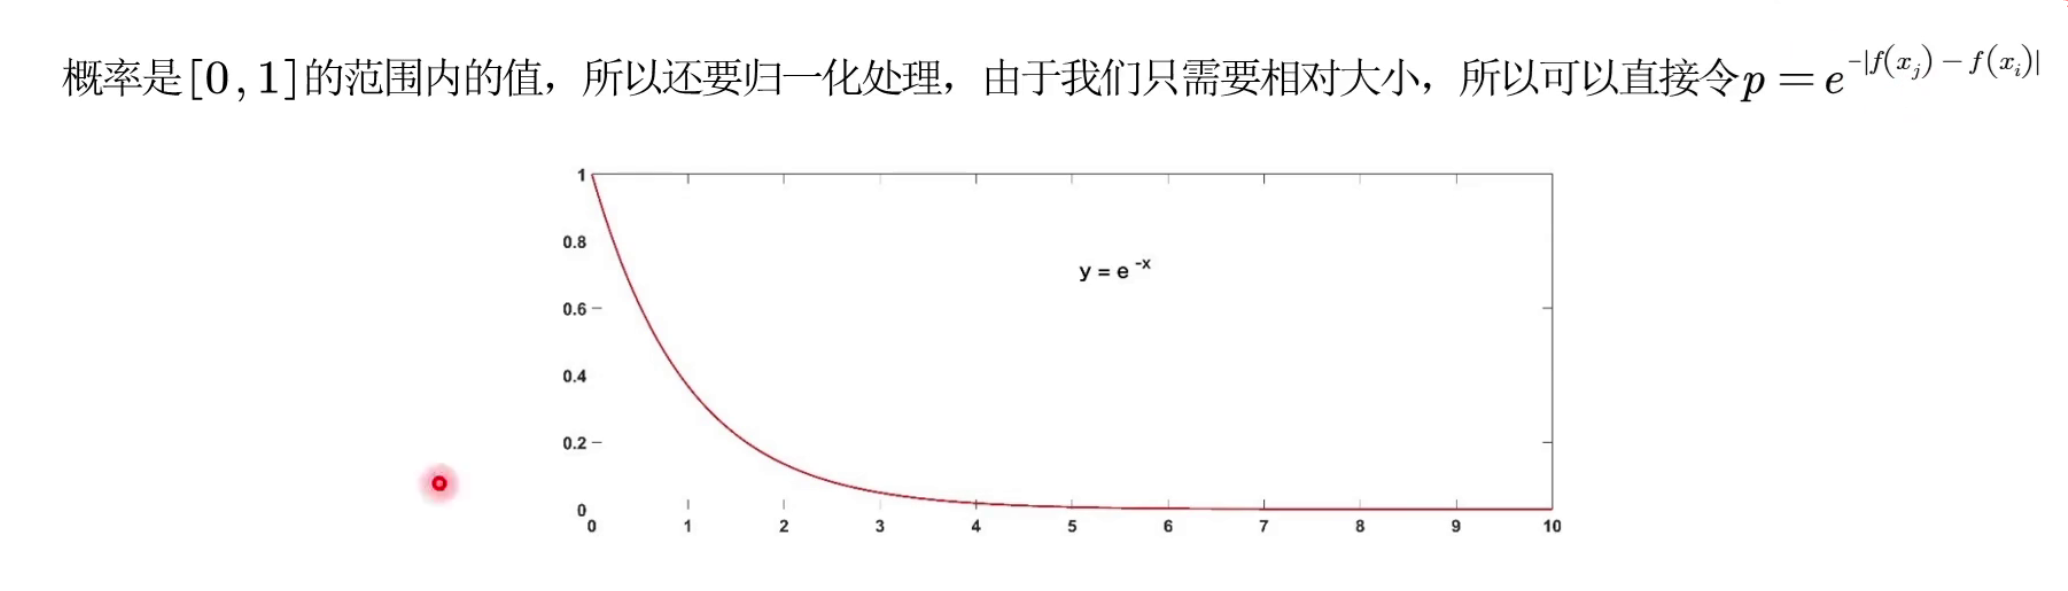 概率是[0,1]的范围内的值，所以还要归一化处理，由于我们只需要相对大小，所以可以直接令p = e^{-|f(x_j) - f(x_i)|}
1
0.8
y = e^{-x}
0.6
0.4
0.2
0
0 1 2 3 4 5 6 7 8 9 10